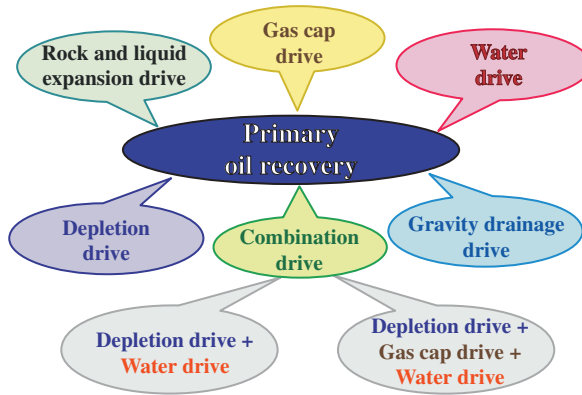 Rock and liquid
expansion drive
Gas cap
drive
Water
drive
Primary
oil recovery
Depletion
drive
Combination
drive
Gravity drainage
drive
Depletion drive +
Water drive
Depletion drive +
Gas cap drive +
Water drive